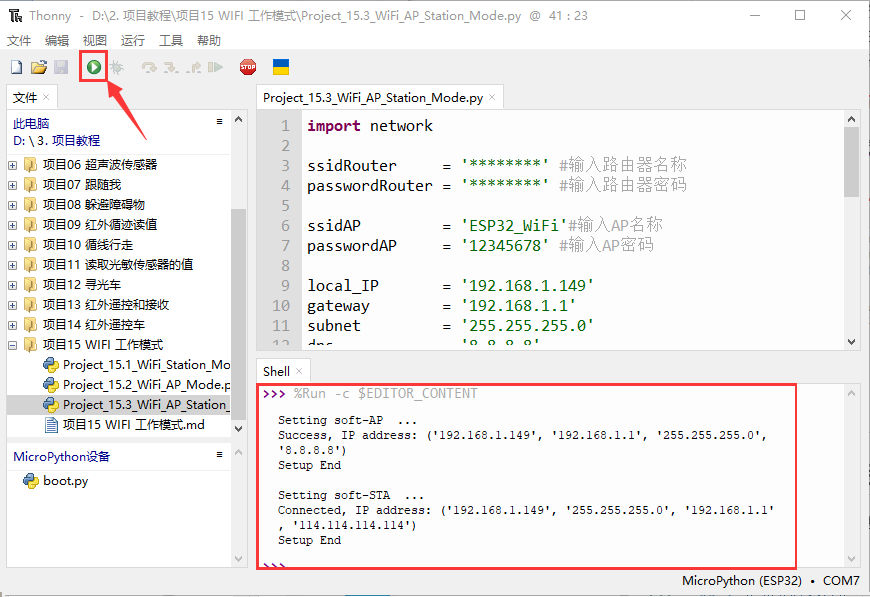 Thonny - D:\2. 项目教程\项目15 WIFI 工作模式\Project_15.3_WiFi_AP_Station_Mode.py @ 41 : 23
文件 编辑 视图 运行 工具 帮助
STOP
文件 ×
此电脑
D: \ 3. 项目教程
项目06 超声波传感器
项目07 跟随我
项目08 躲避障碍物
项目09 红外循迹读值
项目10 循线行走
项目11 读取光敏传感器的值
项目12 寻光车
项目13 红外遥控和接收
项目14 红外遥控车
项目15 WIFI 工作模式
Project_15.1_WiFi_Station_Mo
Project_15.2_WiFi_AP_Mode.p
Project_15.3_WiFi_AP_Station_
项目15 WIFI 工作模式.md
MicroPython设备
boot.py
Project_15.3_WiFi_AP_Station_Mode.py ×
1 import network
2
3 ssidRouter = '********' #输入路由器名称
4 passwordRouter = '********' #输入路由器密码
5
6 ssidAP = 'ESP32_WiFi'#输入AP名称
7 passwordAP = '12345678' #输入AP密码
8
9 local_IP = '192.168.1.149'
10 gateway = '192.168.1.1'
11 subnet = '255.255.255.0'
12 dns = '8.8.8.8'
Shell ×
>>> %Run -c $EDITOR_CONTENT
Setting soft-AP ...
Success, IP address: ('192.168.1.149', '192.168.1.1', '255.255.255.0',
'8.8.8.8')
Setup End
Setting soft-STA ...
Connected, IP address: ('192.168.1.149', '255.255.255.0', '192.168.1.1'
, '114.114.114.114')
Setup End
>>>
MicroPython (ESP32) • COM7